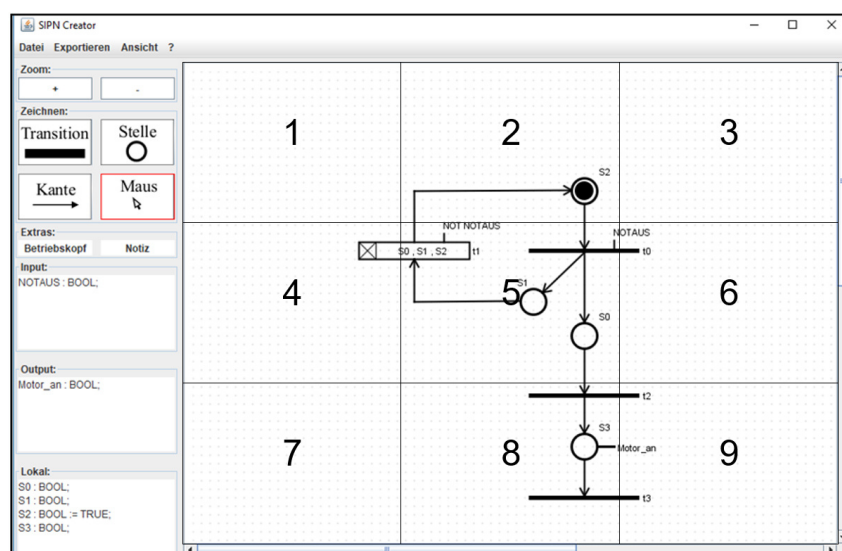 SIPN Creator
Datei Exportieren Ansicht ?
Zoom:
+ -
Zeichnen:
Transition Stelle
Kante Maus
Extras:
Betriebskopf Notiz
Input:
NOTAUS : BOOL;
Output:
Motor_an : BOOL;
Lokal:
S0 : BOOL;
S1 : BOOL;
S2 : BOOL := TRUE;
S3 : BOOL;
1 2 3
S2
NOT NOTAUS NOTAUS
S0 , S1 , S2 t1 t0
4 5 6
S1
S0
t2
S3
7 8 9
Motor_an
t3